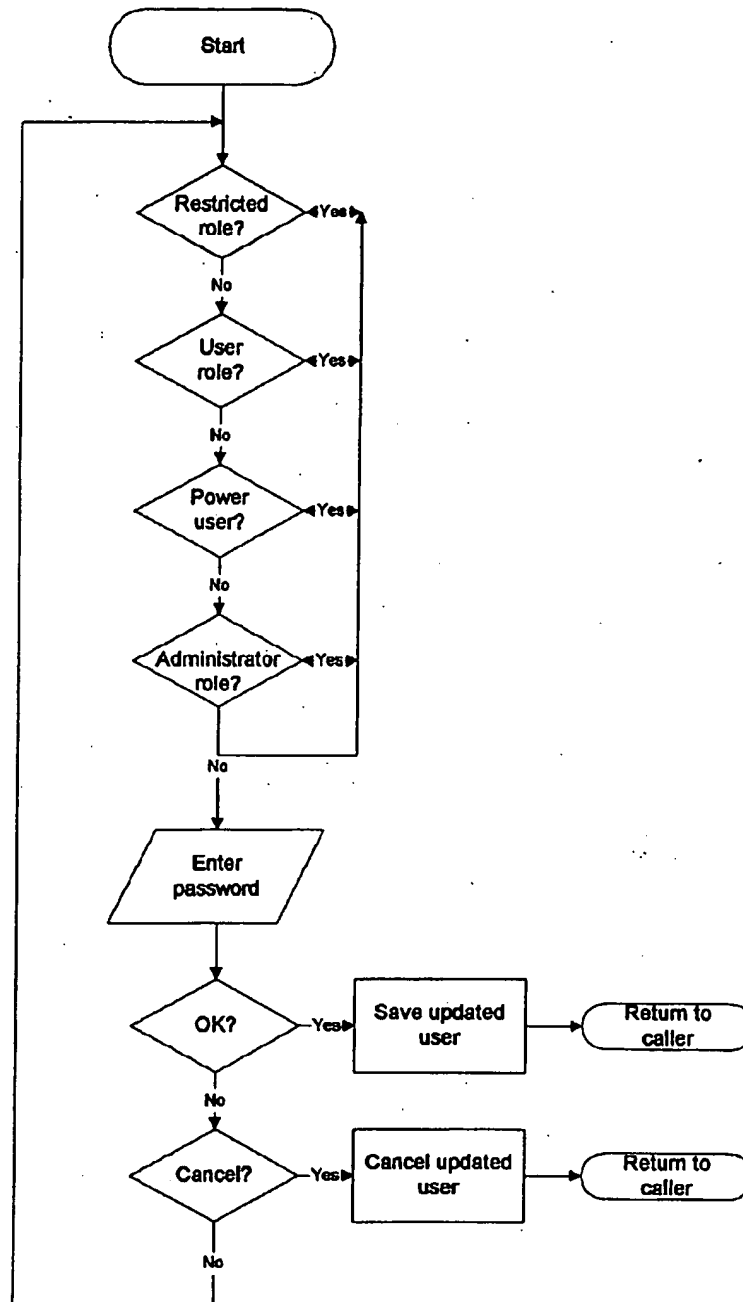 Start
Restricted
role?
Yes
No
User
role?
Yes
No
Power
user?
Yes
No
Administrator
role?
Yes
No
Enter
password
OK?
Yes
Save updated
user
Return to
caller
No
Cancel?
Yes
Cancel updated
user
Return to
caller
No